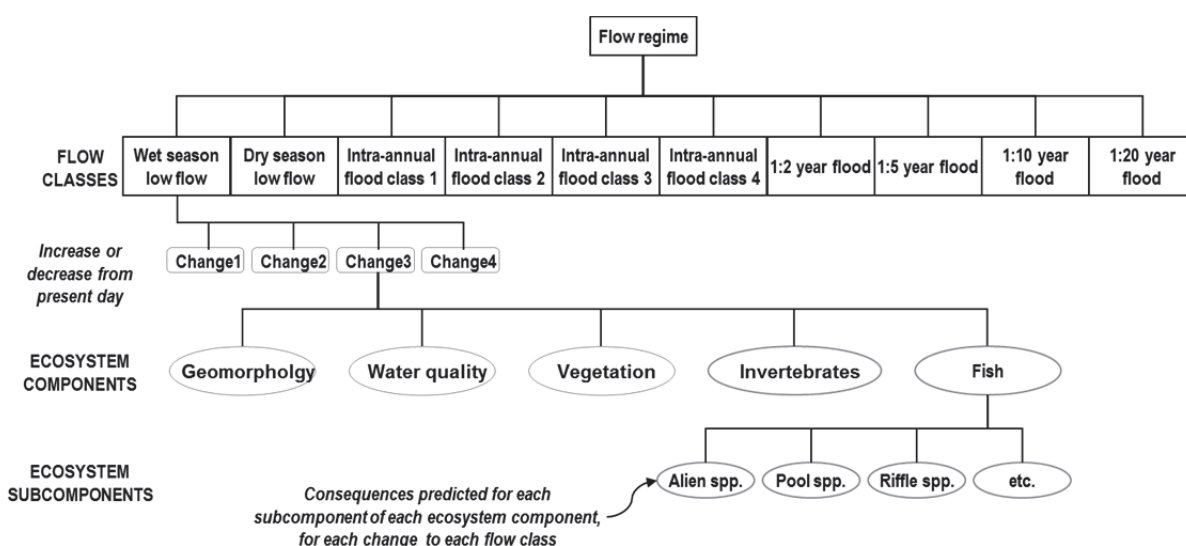 Flow regime
FLOW
CLASSES
Wet season
low flow
Dry season
low flow
Intra-annual
flood class 1
Intra-annual
flood class 2
Intra-annual
flood class 3
Intra-annual
flood class 4
1:2 year flood
1:5 year flood
1:10 year
flood
1:20 year
flood
Increase or
decrease from
present day
Change1
Change2
Change3
Change4
ECOSYSTEM
COMPONENTS
Geomorpholgy
Water quality
Vegetation
Invertebrates
Fish
ECOSYSTEM
SUBCOMPONENTS
Alien spp.
Pool spp.
Riffle spp.
etc.
Consequences predicted for each
subcomponent of each ecosystem component,
for each change to each flow class